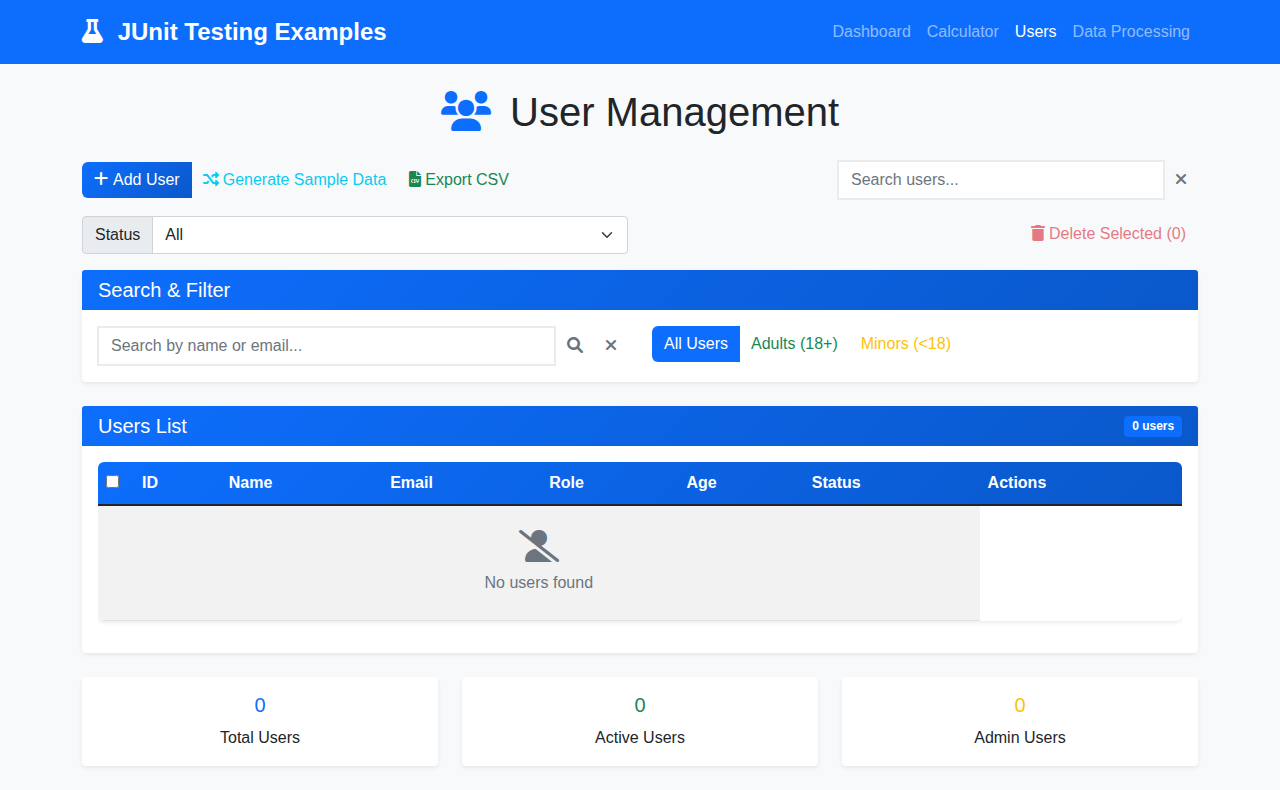 JUnit Testing Examples
Dashboard Calculator Users Data Processing
User Management
Add User Generate Sample Data Export CSV Search users...
Status All Delete Selected (0)
Search & Filter
Search by name or email... All Users Adults (18+) Minors (<18)
Users List 0 users
ID Name Email Role Age Status Actions
No users found
0 0 0
Total Users Active Users Admin Users